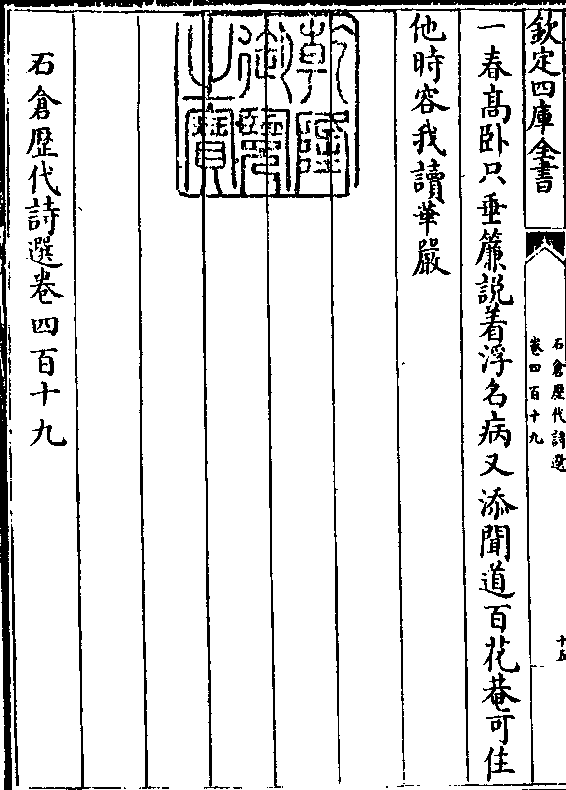 欽定四庫全書
石倉歷代詩選
卷四百十九
十五
一春髙卧只垂簾説着浮名病又添聞道百花巷可住
他時容我讀華嚴
乾隆御覽之寶
石倉歷代詩選卷四百十九